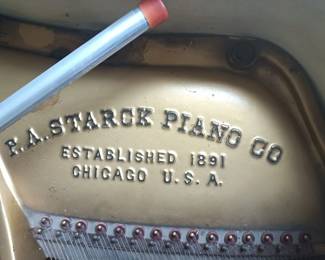 P. A. STARCK PIANO CO
ESTABLISHED 1891
CHICAGO U.S.A.